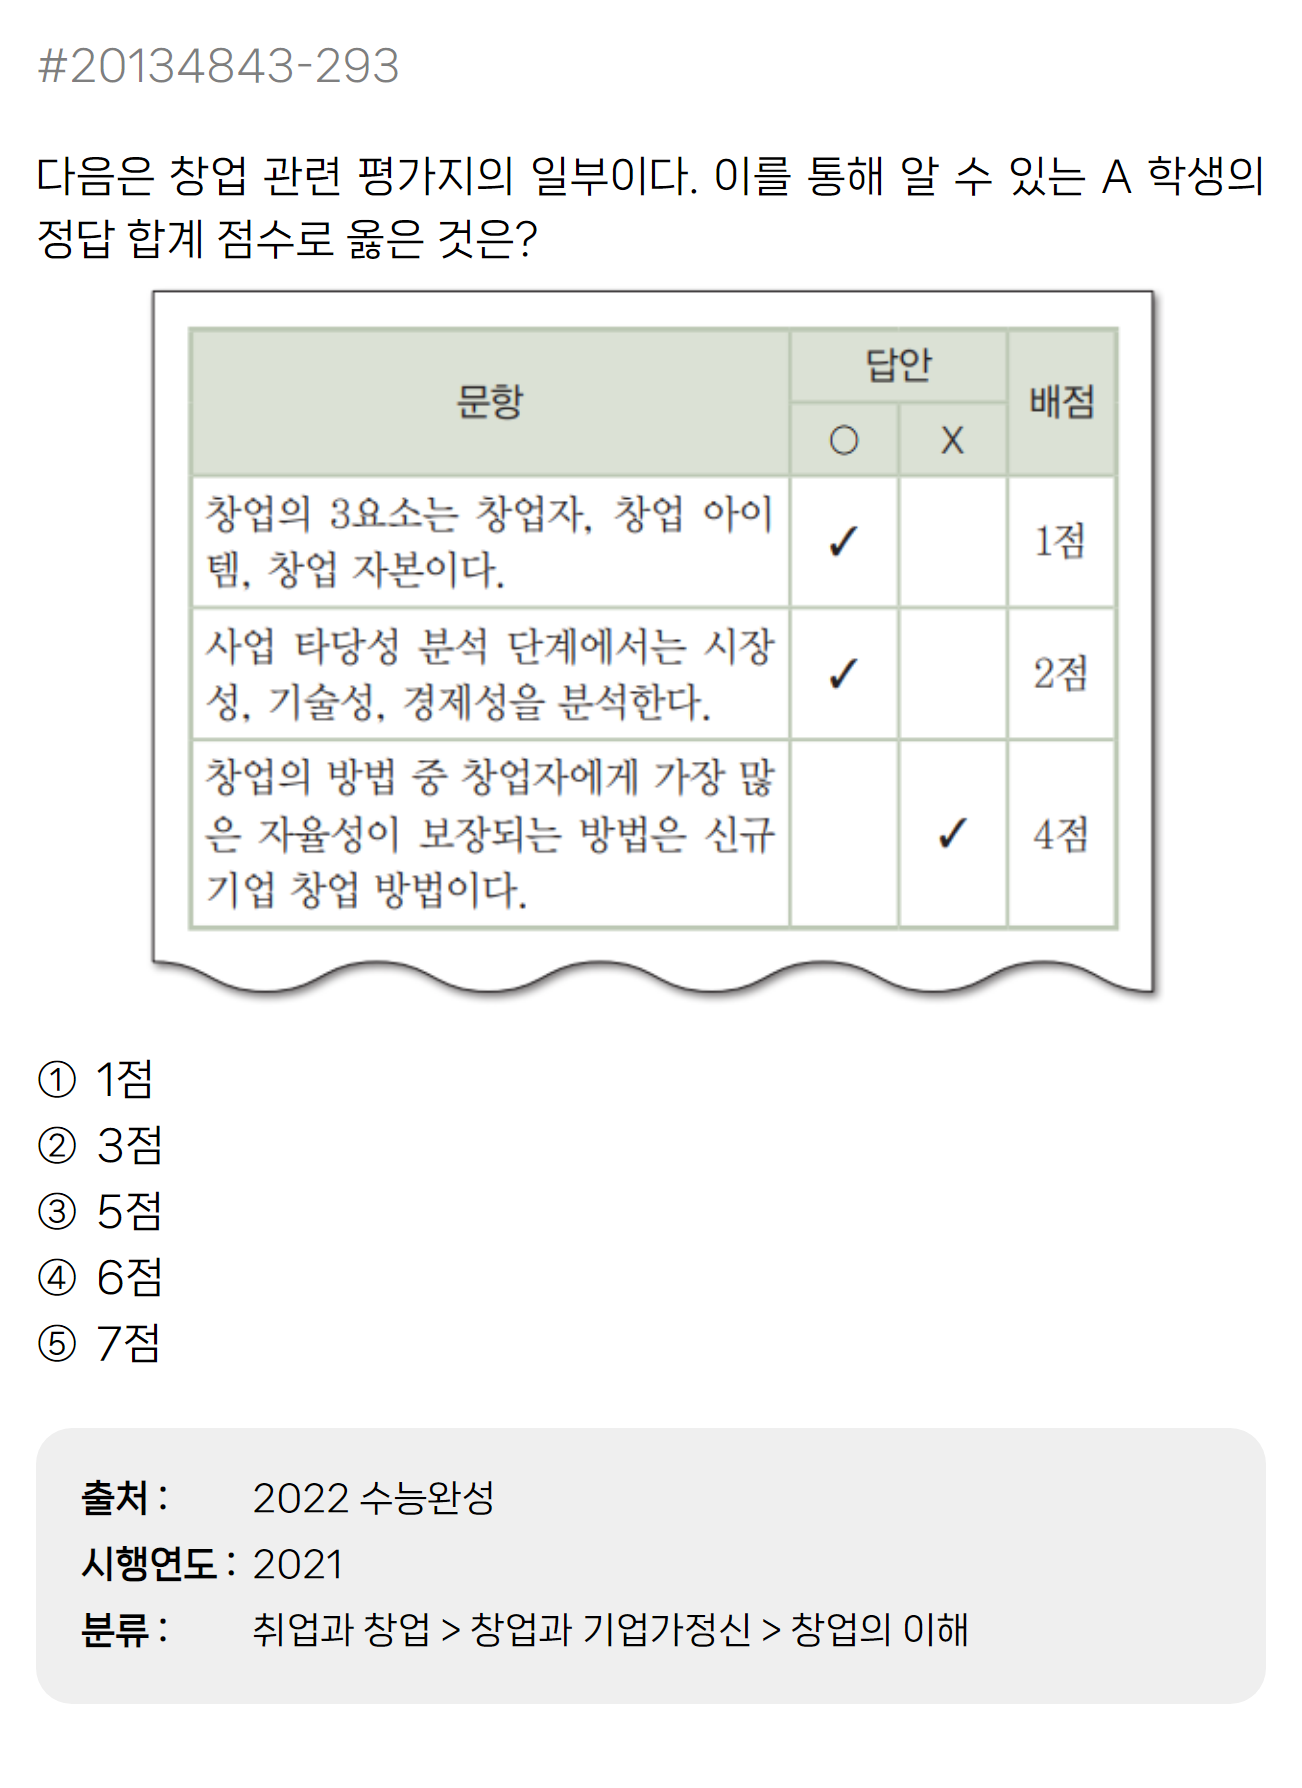 #20134843-293
다음은 창업 관련 평가지의 일부이다. 이를 통해 알 수 있는 A 학생의
정답 합계 점수로 옳은 것은?
문항
답안
배점
○
X
창업의 3요소는 창업자, 창업 아이
템, 창업 자본이다.
✓
1점
사업 타당성 분석 단계에서는 시장
성, 기술성, 경제성을 분석한다.
✓
2점
창업의 방법 중 창업자에게 가장 많
은 자율성이 보장되는 방법은 신규
기업 창업 방법이다.
✓
4점
① 1점
② 3점
③ 5점
④ 6점
⑤ 7점
출처 : 2022 수능완성
시행연도 : 2021
분류 : 취업과 창업 > 창업과 기업가정신 > 창업의 이해